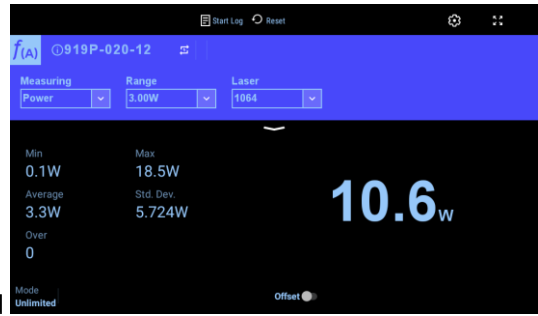 Start Log Reset
f(A) 919P-020-12
Measuring Range Laser
Power 3.00W 1064
Min Max
0.1W 18.5W
Average Std. Dev.
3.3W 5.724W
10.6W
Over
0
Mode
Unlimited
Offset